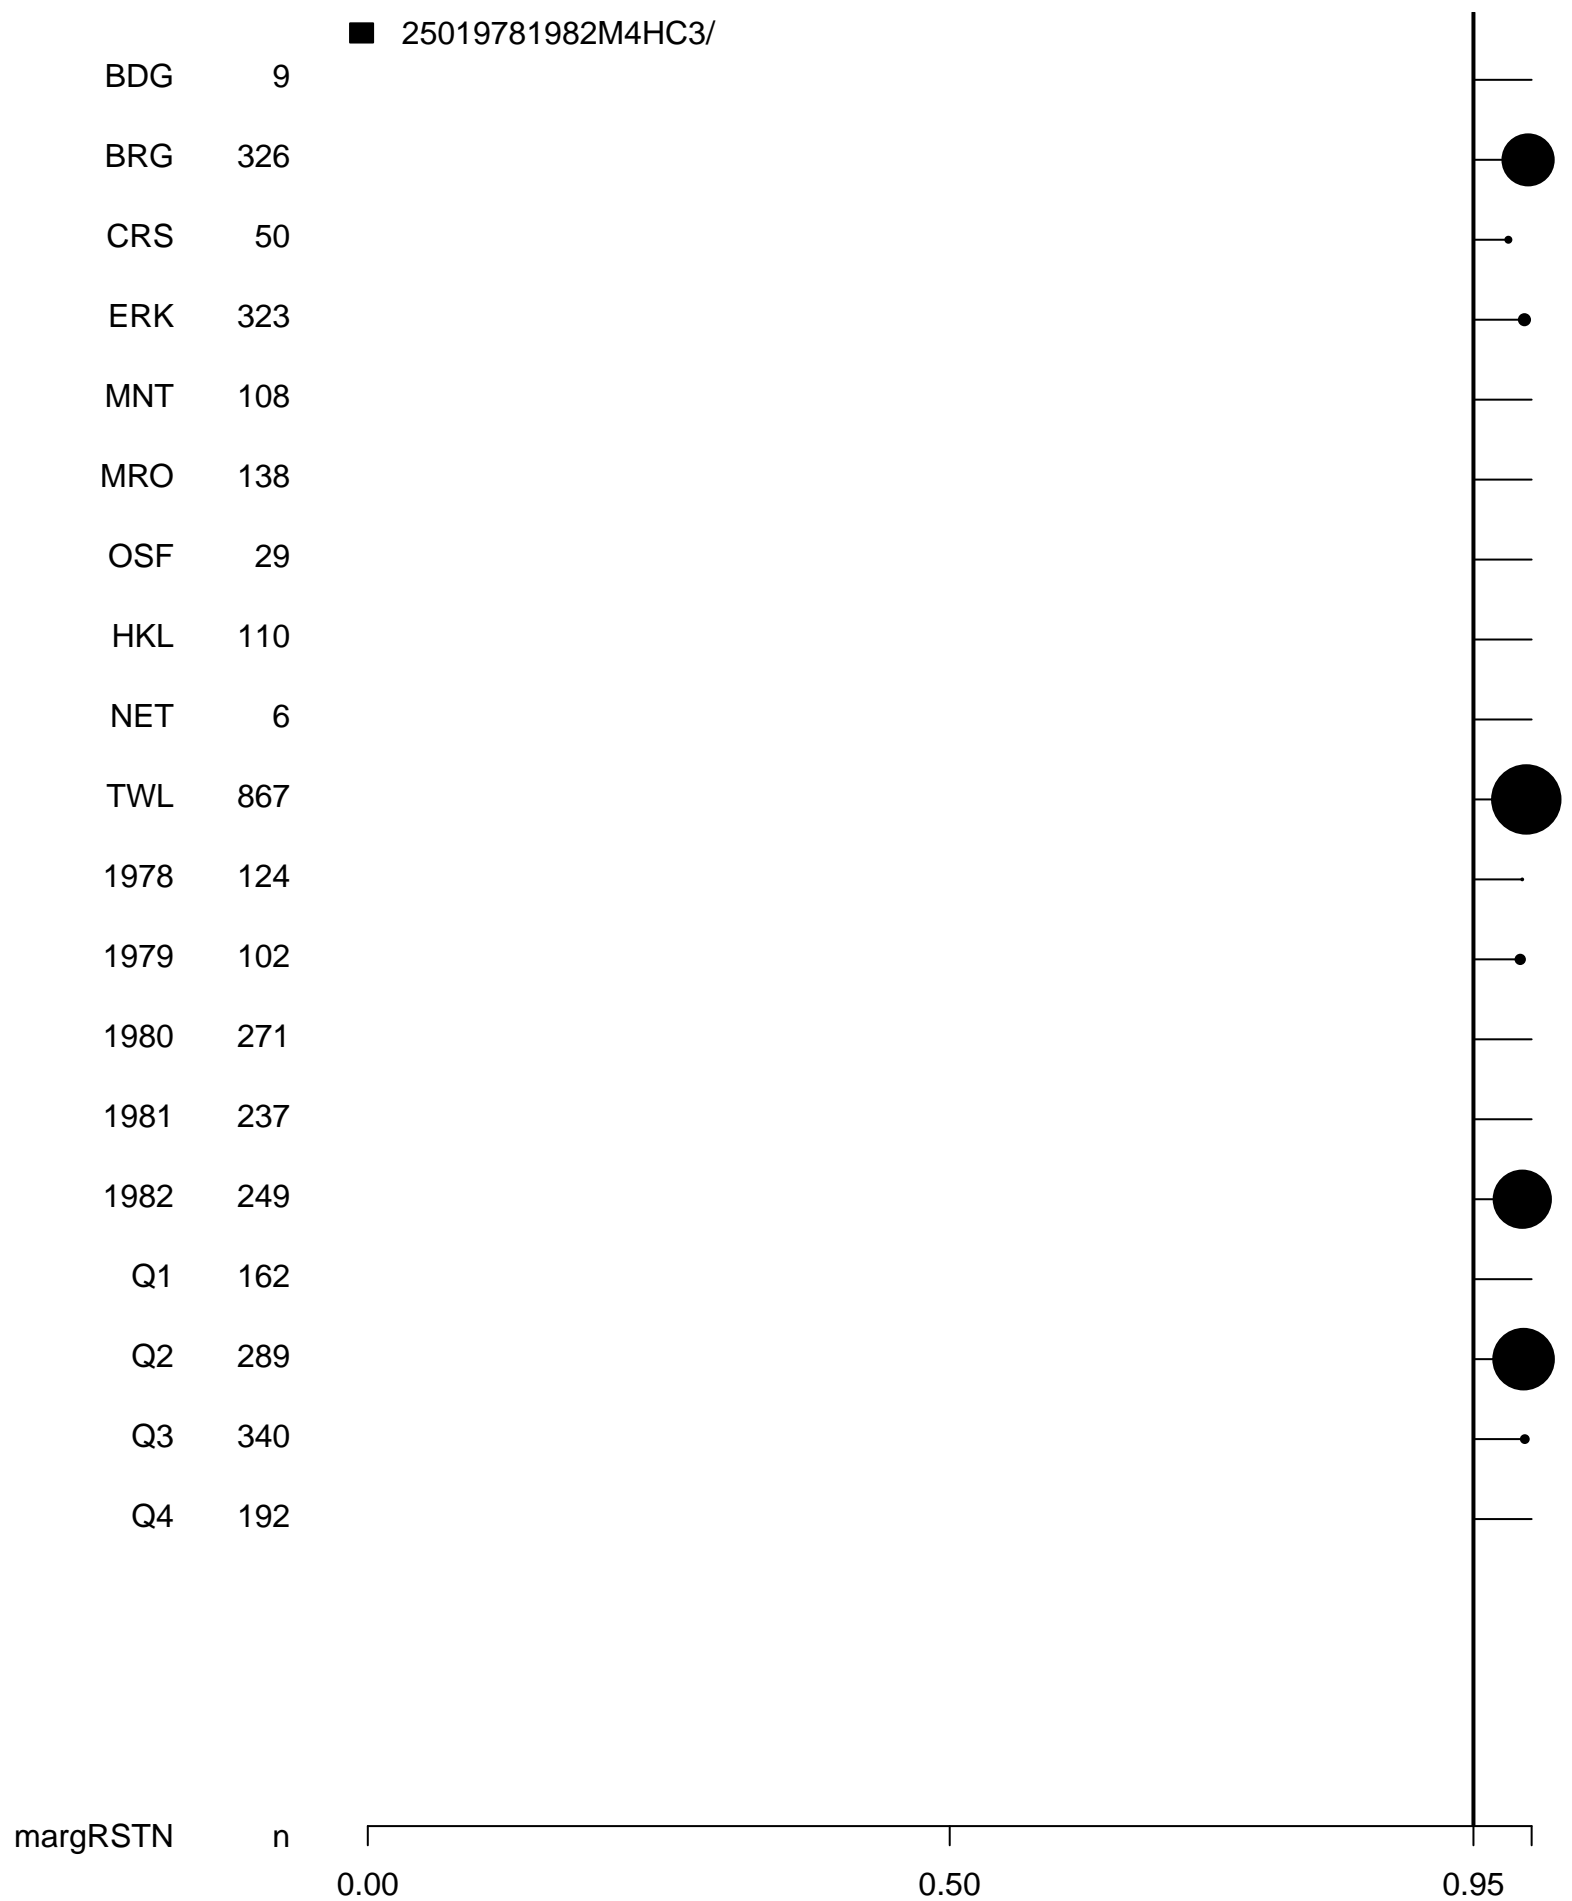 25019781982M4HC3/
BDG 9
BRG 326
CRS 50
ERK 323
MNT 108
MRO 138
OSF 29
HKL 110
NET 6
TWL 867
1978 124
1979 102
1980 271
1981 237
1982 249
Q1 162
Q2 289
Q3 340
Q4 192
margRSTN n
0.00 0.50 0.95